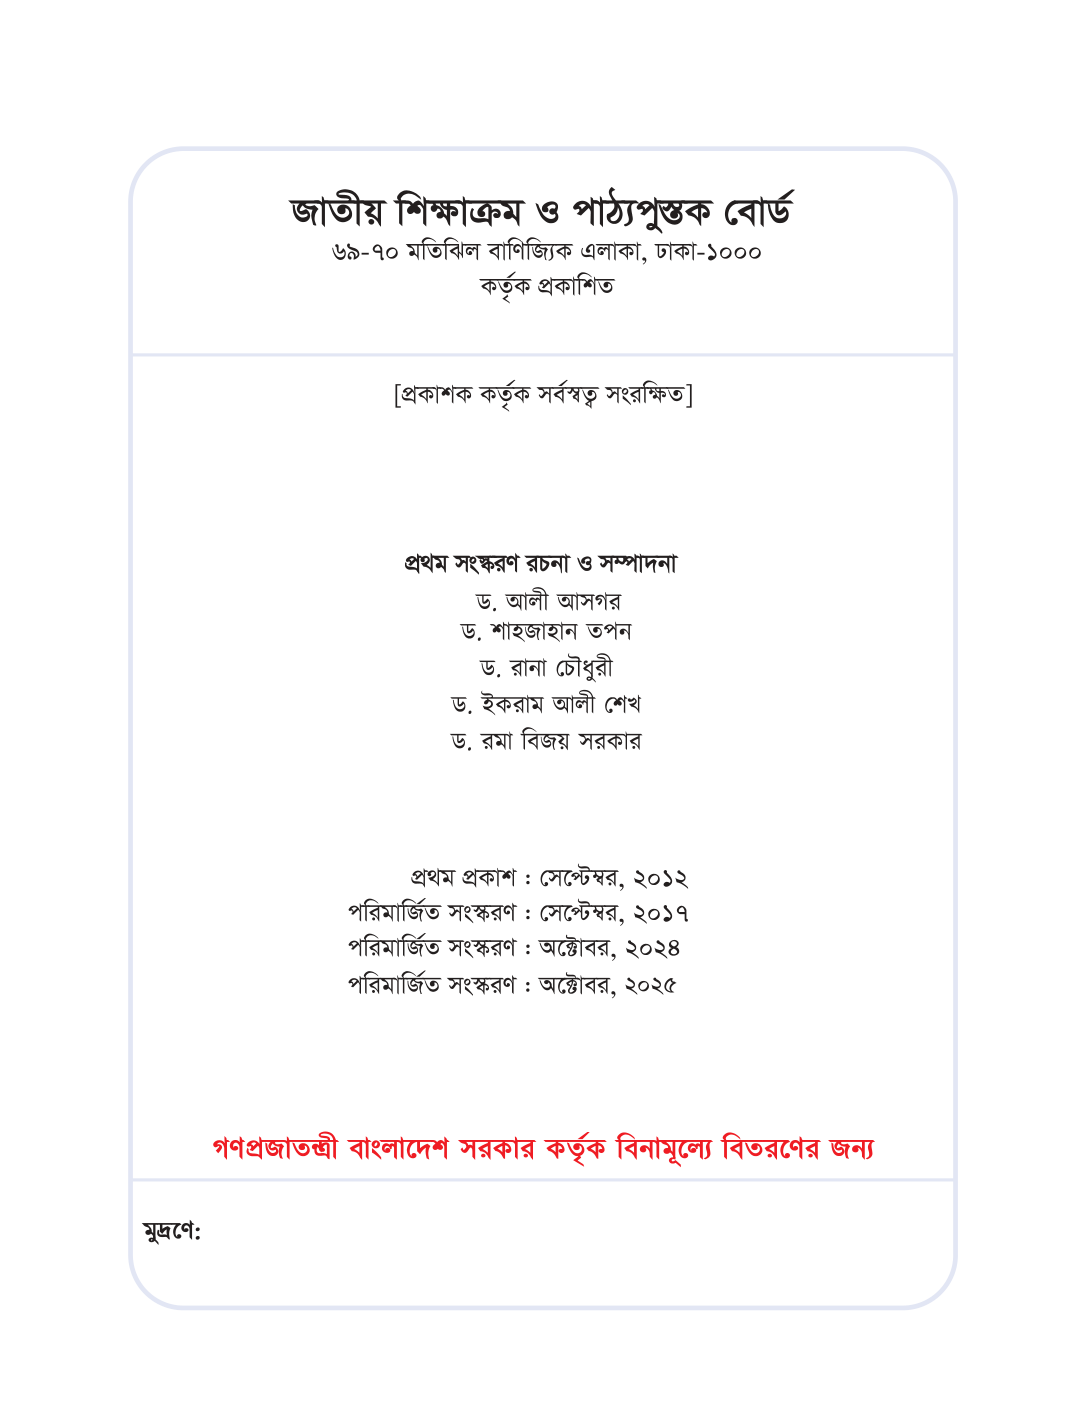 জাতীয় শিক্ষাক্রম ও পাঠ্যপুস্তক বোর্ড
৬৯-৭০ মতিঝিল বাণিজ্যিক এলাকা, ঢাকা-১০০০
কর্তৃক প্রকাশিত
[প্রকাশক কর্তৃক সর্বস্বত্ব সংরক্ষিত]
প্রথম সংস্করণ রচনা ও সম্পাদনা
ড. আলী আসগর
ড. শাহজাহান তপন
ড. রানা চৌধুরী
ড. ইকরাম আলী শেখ
ড. রমা বিজয় সরকার
প্রথম প্রকাশ : সেপ্টেম্বর, ২০১২
পরিমার্জিত সংস্করণ : সেপ্টেম্বর, ২০১৭
পরিমার্জিত সংস্করণ : অক্টোবর, ২০২৪
পরিমার্জিত সংস্করণ : অক্টোবর, ২০২৫
গণপ্রজাতন্ত্রী বাংলাদেশ সরকার কর্তৃক বিনামূল্যে বিতরণের জন্য
মুদ্রণে: